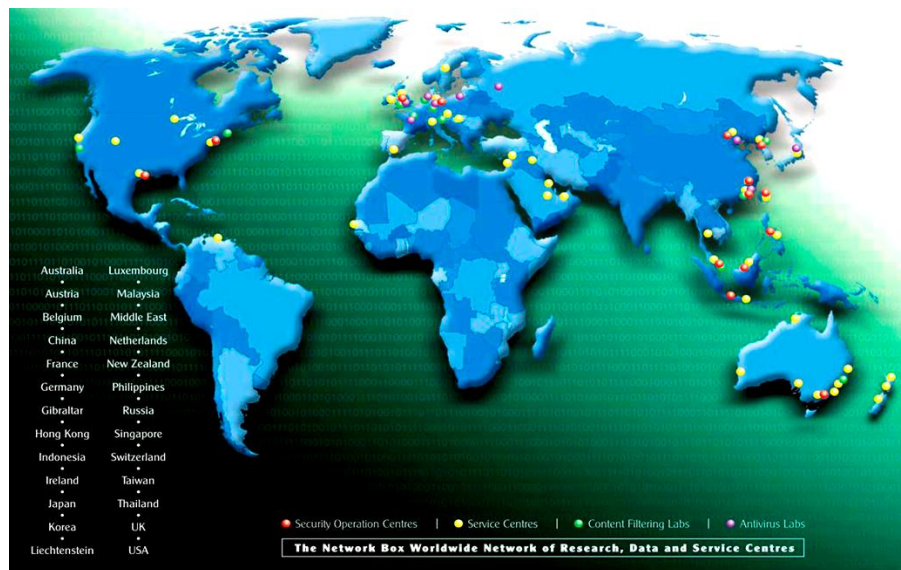 Australia
Austria
Belgium
China
France
Germany
Gibraltar
Hong Kong
Indonesia
Ireland
Japan
Korea
Liechtenstein
Luxembourg
Malaysia
Middle East
Netherlands
New Zealand
Philippines
Russia
Singapore
Switzerland
Taiwan
Thailand
UK
USA
Security Operation Centres | Service Centres | Content Filtering Labs | Antivirus Labs
The Network Box Worldwide Network of Research, Data and Service Centres